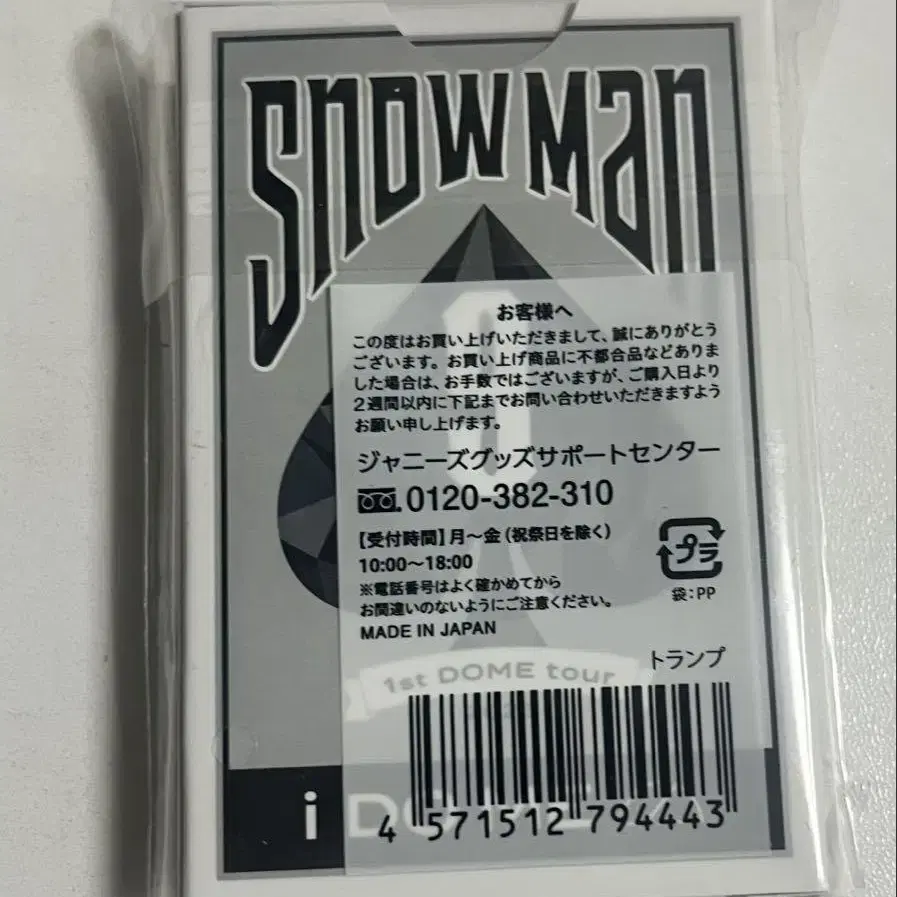 Snow Man
お客様へ
この度はお買い上げいただきまして、誠にありがとう
ございます。お買い上げ商品に不都合品などありま
した場合は、お手数ではございますが、ご購入日より
2週間以内に下記までお問い合わせいただきますよう
お願い申し上げます。
ジャニーズグッズサポートセンター
0120-382-310
【受付時間】月〜金(祝祭日を除く)
10:00〜18:00
※電話番号はよく確かめてから
お間違いのないようにご注意ください。
MADE IN JAPAN
プラ
袋:PP
トランプ
1st DOME tour
i DO
4 571512 794443